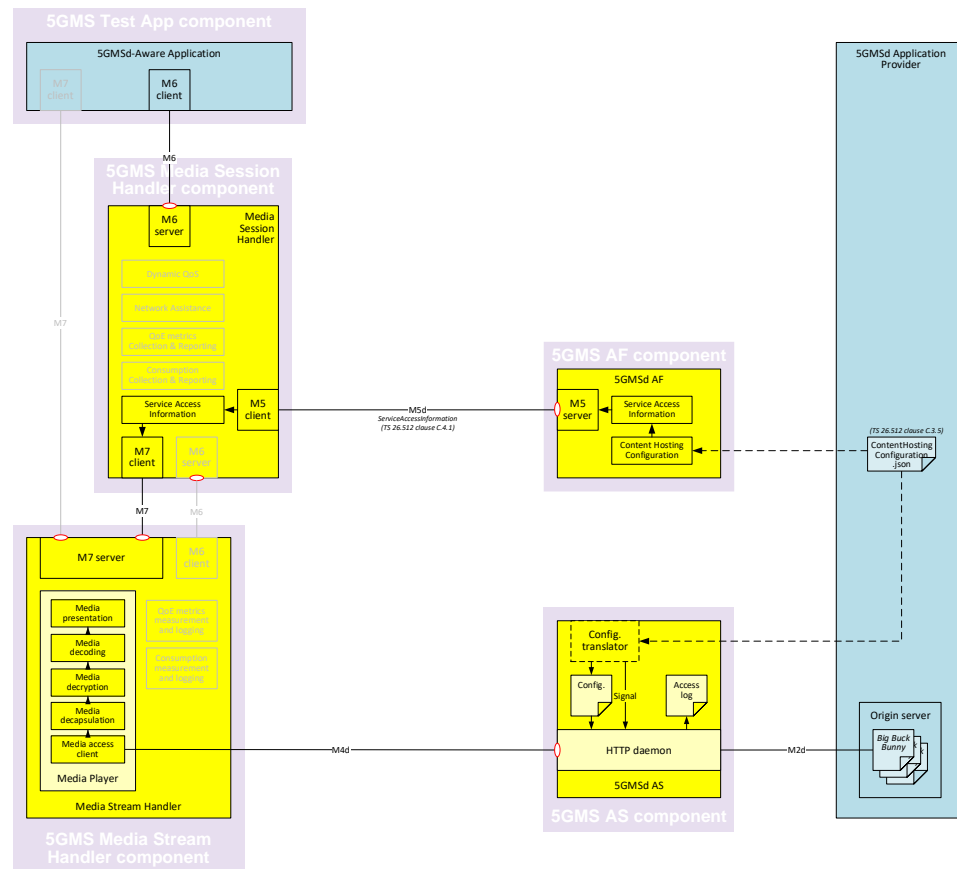 5GMS Test App component
5GMSd-Aware Application
M7
client
M6
client
M6
5GMS Media Session
Handler component
M6
server
Media
Session
Handler
Dynamic QoS
Network Assistance
QoE metrics
Collection & Reporting
Consumption
Collection & Reporting
Service Access
Information
M5
client
M7
client
M6
server
M7
M7
M6
M5d
ServiceAccessInformation
(TS 26.512 clause C.4.1)
5GMS AF component
5GMSd AF
M5
server
Service Access
Information
Content Hosting
Configuration
5GMSd Application
Provider
(TS 26.512 clause C.3.5)
ContentHosting
Configuration
.json
M7 server
M6
client
Media
presentation
Media
decoding
Media
decryption
Media
decapsulation
Media access
client
Media Player
QoE metrics
measurement
and logging
Consumption
measurement
and logging
Media Stream Handler
5GMS Media Stream
Handler component
M4d
Config.
translator
Config.
Signal
Access
log
HTTP daemon
5GMSd AS
5GMS AS component
M2d
Origin server
Big Buck
Bunny
k
k